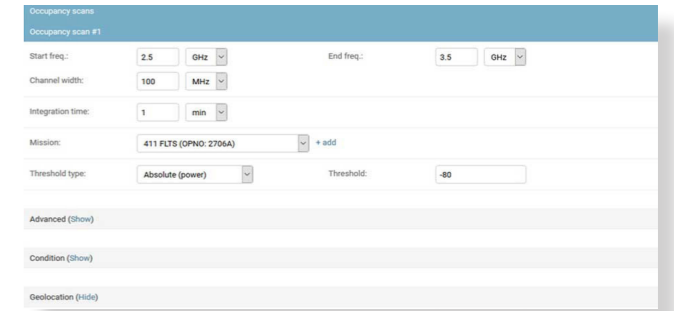 Occupancy scans
Occupancy scan #1
Start freq.: 2.5 GHz End freq.: 3.5 GHz
Channel width: 100 MHz
Integration time: 1 min
Mission: 411 FLTS (OPNO: 2706A) + add
Threshold type: Absolute (power) Threshold: -80
Advanced (Show)
Condition (Show)
Geolocation (Hide)